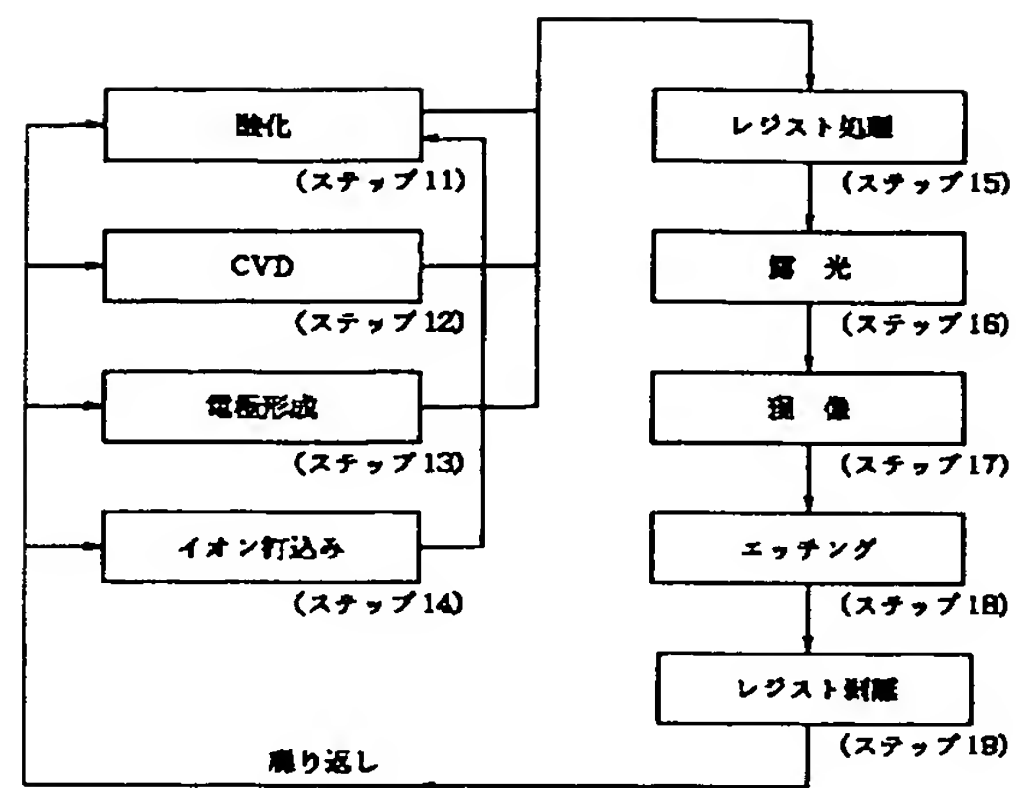 酸化
(ステップ11)
CVD
(ステップ12)
電極形成
(ステップ13)
イオン打込み
(ステップ14)
レジスト処理
(ステップ15)
露 光
(ステップ16)
現 像
(ステップ17)
エッチング
(ステップ18)
レジスト剥離
(ステップ19)
繰り返し